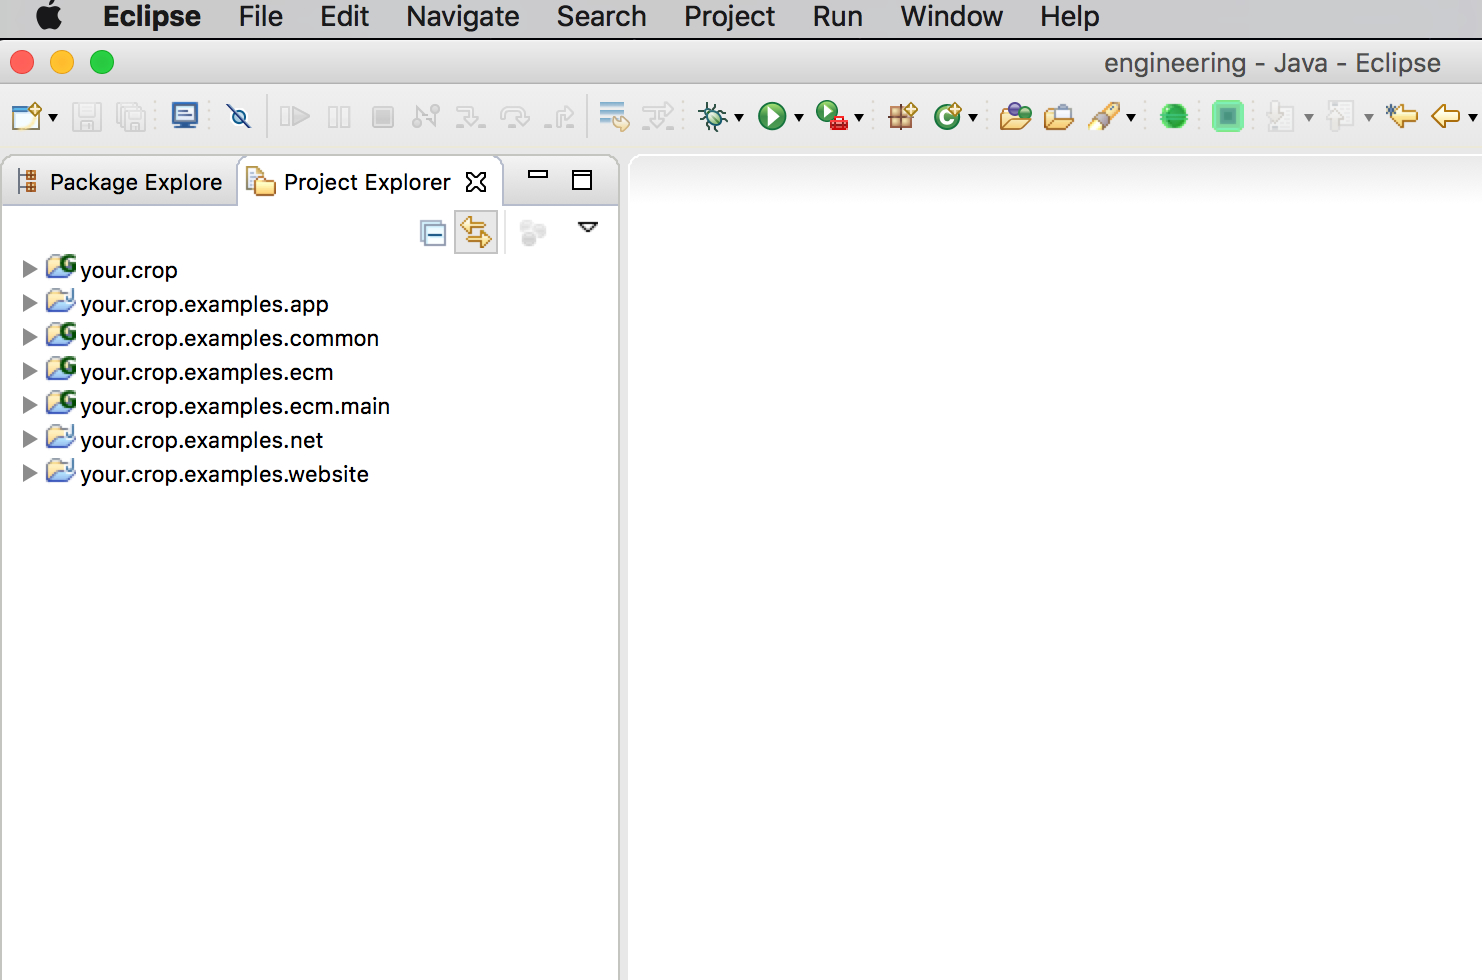 Eclipse File Edit Navigate Search Project Run Window Help
engineering - Java - Eclipse
Package Explore Project Explorer
your.crop
your.crop.examples.app
your.crop.examples.common
your.crop.examples.ecm
your.crop.examples.ecm.main
your.crop.examples.net
your.crop.examples.website